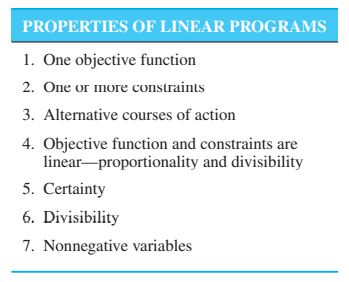 PROPERTIES OF LINEAR PROGRAMS
1. One objective function
2. One or more constraints
3. Alternative courses of action
4. Objective function and constraints are
linear—proportionality and divisibility
5. Certainty
6. Divisibility
7. Nonnegative variables